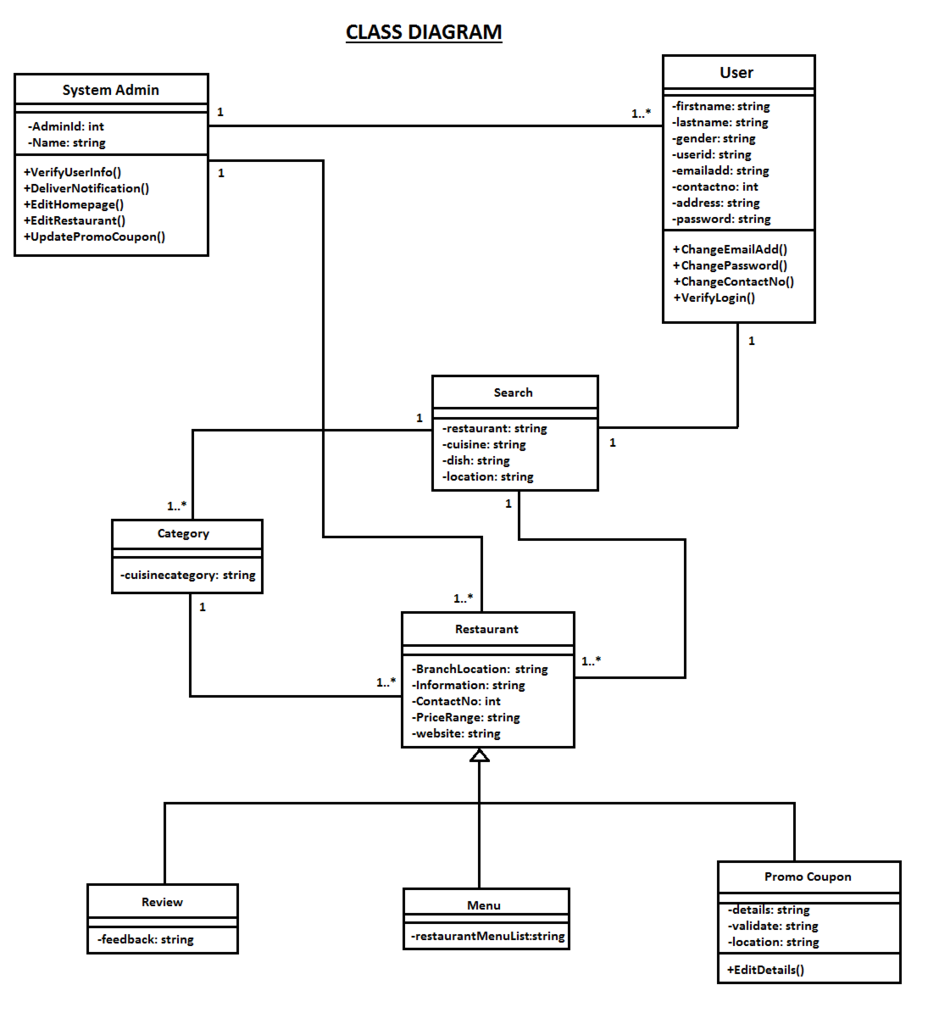 CLASS DIAGRAM
System Admin
-AdminId: int
-Name: string
+VerifyUserInfo()
+DeliverNotification()
+EditHomepage()
+EditRestaurant()
+UpdatePromoCoupon()
1
1..*
1
User
-firstname: string
-lastname: string
-gender: string
-userid: string
-emailadd: string
-contactno: int
-address: string
-password: string
+ChangeEmailAdd()
+ChangePassword()
+ChangeContactNo()
+VerifyLogin()
1
Search
-restaurant: string
-cuisine: string
-dish: string
-location: string
1
1
1
1..*
Category
-cuisinecategory: string
1
1..*
1..*
1..*
Restaurant
-BranchLocation: string
-Information: string
-ContactNo: int
-PriceRange: string
-website: string
Review
-feedback: string
Menu
-restaurantMenuList:string
Promo Coupon
-details: string
-validate: string
-location: string
+EditDetails()